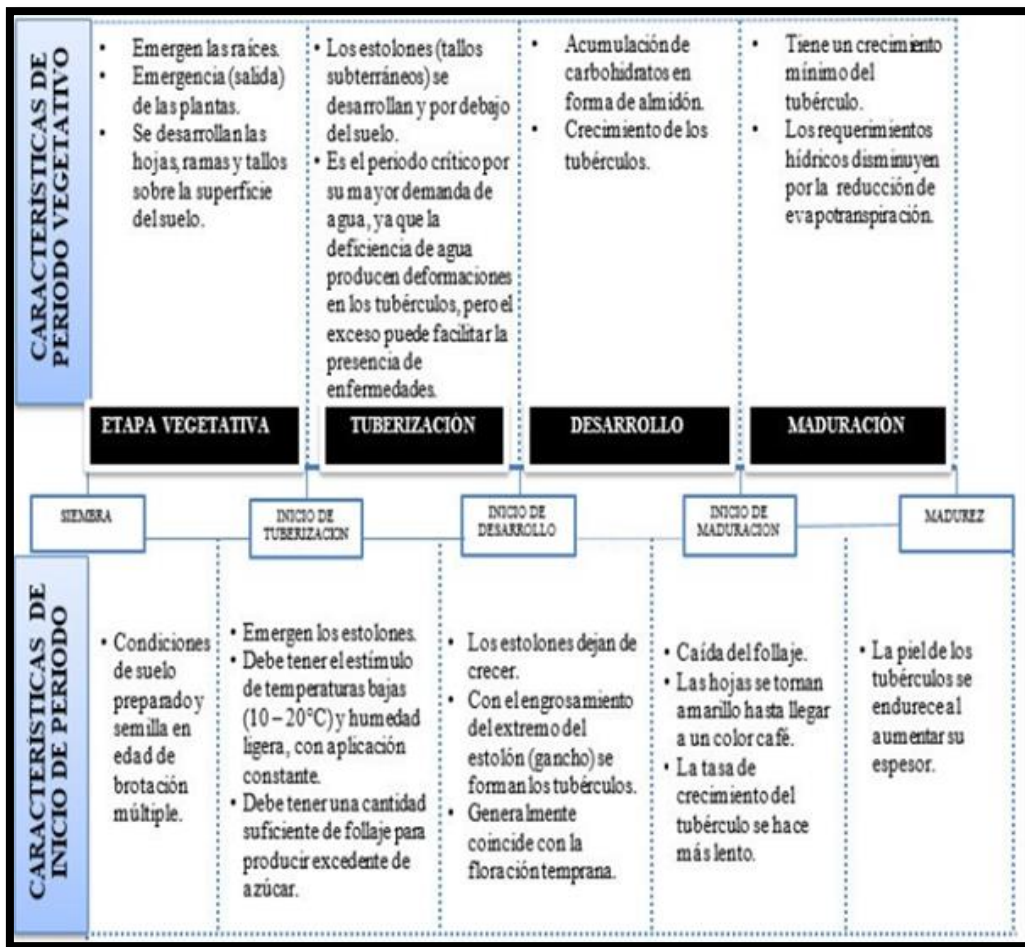 CARACTERÍSTICAS DE
PERIODO VEGETATIVO
• Emergen las raíces.
• Emergencia (salida)
de las plantas.
• Se desarrollan las
hojas, ramas y tallos
sobre la superficie
del suelo.
• Los estolones (tallos
subterráneos) se
desarrollan y por debajo
del suelo.
• Es el periodo crítico por
su mayor demanda de
agua, ya que la
deficiencia de agua
producen deformaciones
en los tubérculos, pero el
exceso puede facilitar la
presencia de
enfermedades.
• Acumulación de
carbohidratos en
forma de almidón.
• Crecimiento de los
tubérculos.
• Tiene un crecimiento
mínimo del
tubérculo.
• Los requerimientos
hídricos disminuyen
por la reducción de
evapotranspiración.
ETAPA VEGETATIVA
TUBERIZACIÓN
DESARROLLO
MADURACIÓN
SIEMBRA
INICIO DE
TUBERIZACION
INICIO DE
DESARROLLO
INICIO DE
MADURACION
MADUREZ
CARACTERÍSTICAS DE
INICIO DE PERIODO
• Condiciones
de suelo
preparado y
semilla en
edad de
brotación
múltiple.
• Emergen los estolones.
• Debe tener el estímulo
de temperaturas bajas
(10 – 20°C) y humedad
ligera, con aplicación
constante.
• Debe tener una cantidad
suficiente de follaje para
producir excedente de
azúcar.
• Los estolones dejan de
crecer.
• Con el engrosamiento
del extremo del
estolón (gancho) se
forman los tubérculos.
• Generalmente
coincide con la
floración temprana.
• Caída del follaje.
• Las hojas se tornan
amarillo hasta llegar
a un color café.
• La tasa de
crecimiento del
tubérculo se hace
más lento.
• La piel de los
tubérculos se
endurece al
aumentar su
espesor.